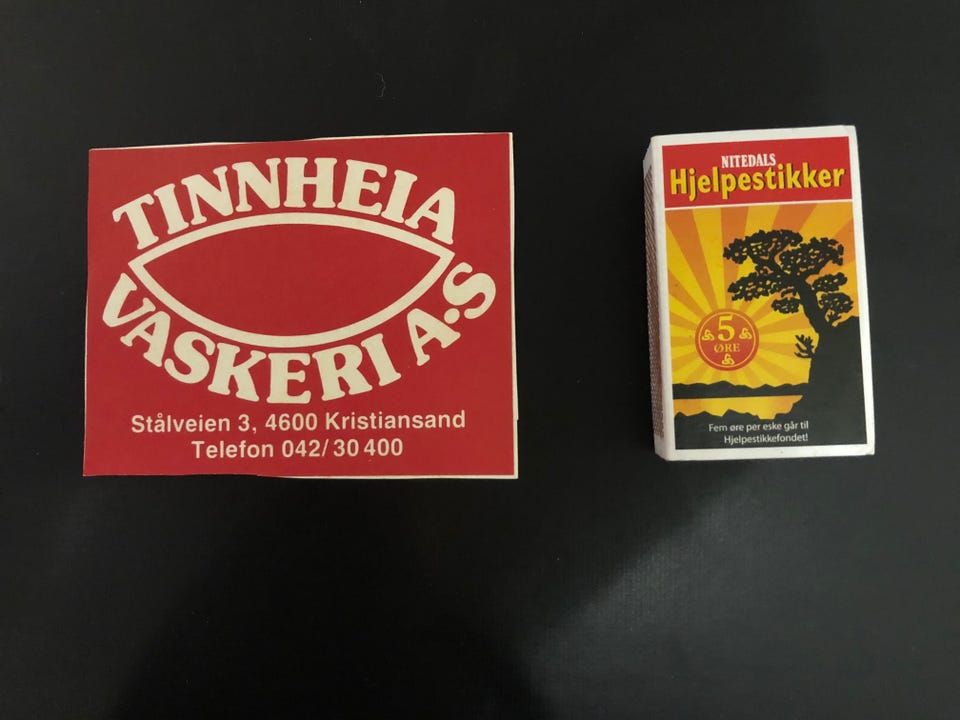 TINNHEIA
VASKERI A·S
Stålveien 3, 4600 Kristiansand
Telefon 042/30 400
NITEDALS
Hjelpestikker
5
ØRE
Fem øre per eske går til
Hjelpestikkefondet!